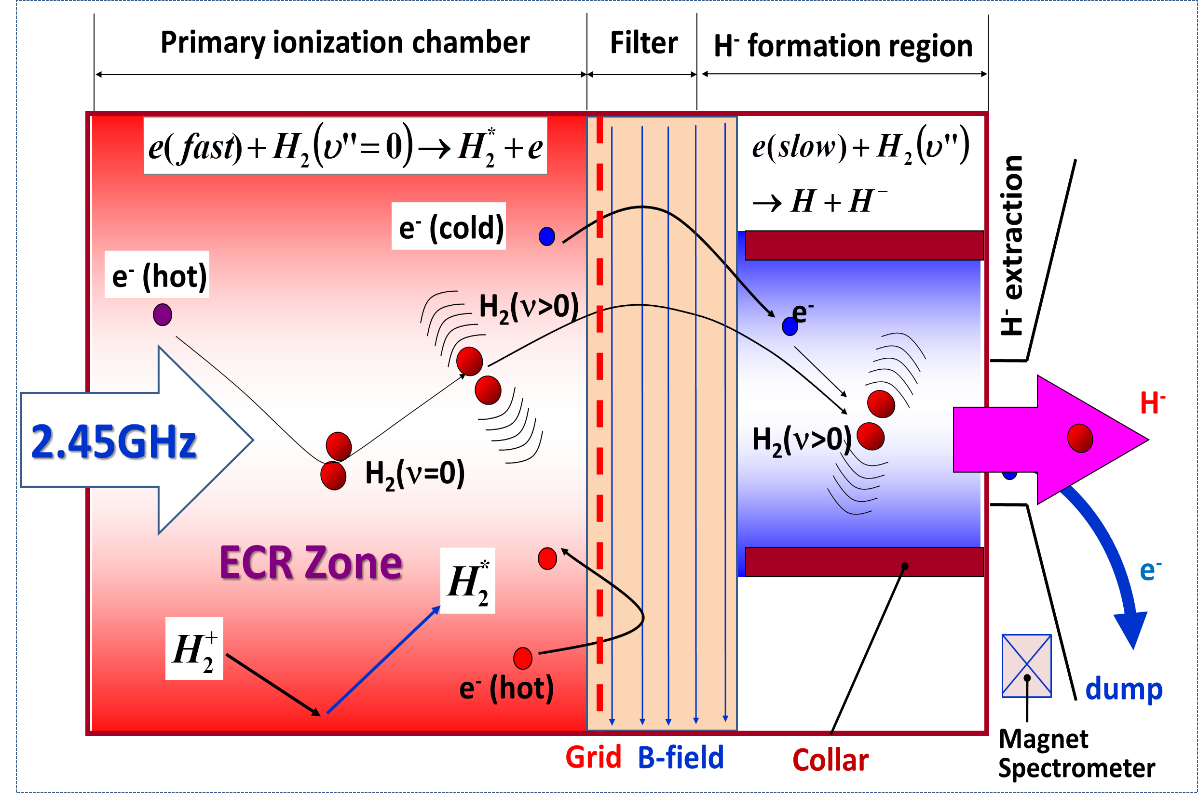 Primary ionization chamber
Filter
H⁻ formation region
e(fast) + H₂(υ"=0) → H₂* + e
e(slow) + H₂(υ")
→ H + H⁻
e⁻ (cold)
e⁻ (hot)
H₂(ν>0)
e⁻
H⁻ extraction
2.45GHz
H₂(ν=0)
H₂(ν>0)
H⁻
ECR Zone
H₂*
H₂⁺
e⁻ (hot)
e⁻
dump
Grid
B-field
Collar
Magnet
Spectrometer